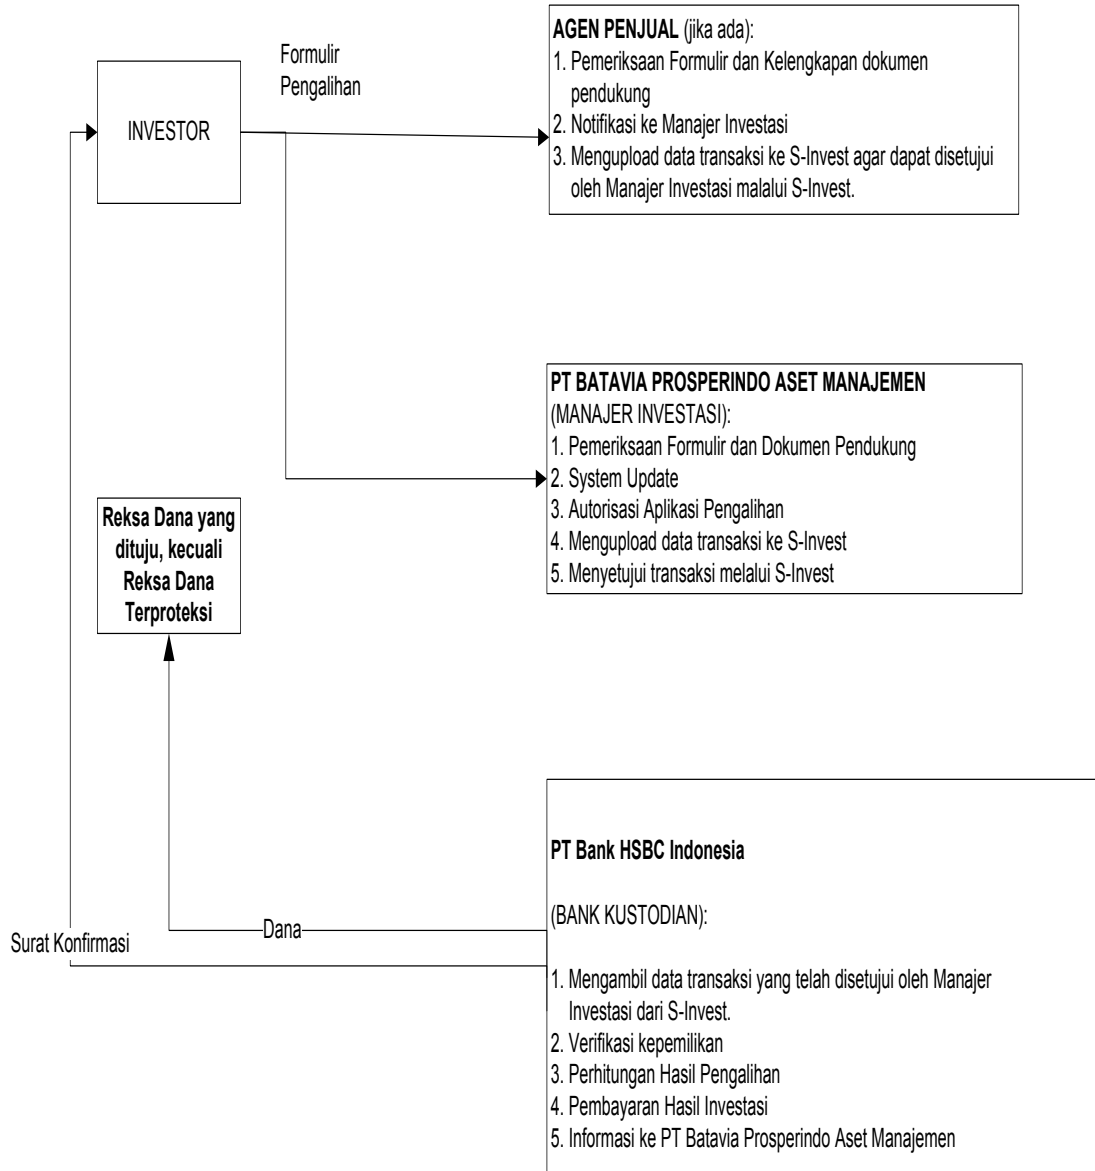 Formulir
Pengalihan
INVESTOR
AGEN PENJUAL (jika ada):
1. Pemeriksaan Formulir dan Kelengkapan dokumen
pendukung
2. Notifikasi ke Manajer Investasi
3. Mengupload data transaksi ke S-Invest agar dapat disetujui
oleh Manajer Investasi malalui S-Invest.
PT BATAVIA PROSPERINDO ASET MANAJEMEN
(MANAJER INVESTASI):
1. Pemeriksaan Formulir dan Dokumen Pendukung
2. System Update
3. Autorisasi Aplikasi Pengalihan
4. Mengupload data transaksi ke S-Invest
5. Menyetujui transaksi melalui S-Invest
Reksa Dana yang
dituju, kecuali
Reksa Dana
Terproteksi
Surat Konfirmasi
Dana
PT Bank HSBC Indonesia
(BANK KUSTODIAN):
1. Mengambil data transaksi yang telah disetujui oleh Manajer
Investasi dari S-Invest.
2. Verifikasi kepemilikan
3. Perhitungan Hasil Pengalihan
4. Pembayaran Hasil Investasi
5. Informasi ke PT Batavia Prosperindo Aset Manajemen